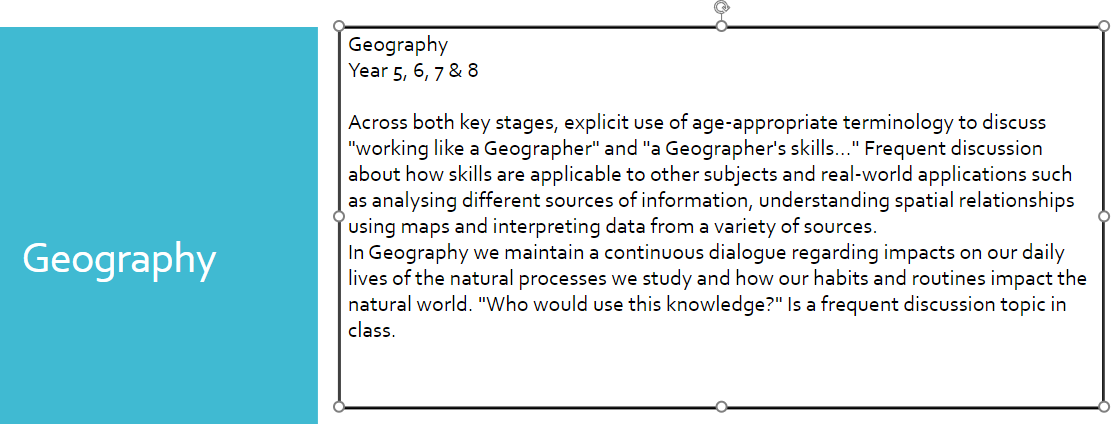 Geography
Geography
Year 5, 6, 7 & 8
Across both key stages, explicit use of age-appropriate terminology to discuss
"working like a Geographer" and "a Geographer's skills..." Frequent discussion
about how skills are applicable to other subjects and real-world applications such
as analysing different sources of information, understanding spatial relationships
using maps and interpreting data from a variety of sources.
In Geography we maintain a continuous dialogue regarding impacts on our daily
lives of the natural processes we study and how our habits and routines impact the
natural world. "Who would use this knowledge?" Is a frequent discussion topic in
class.